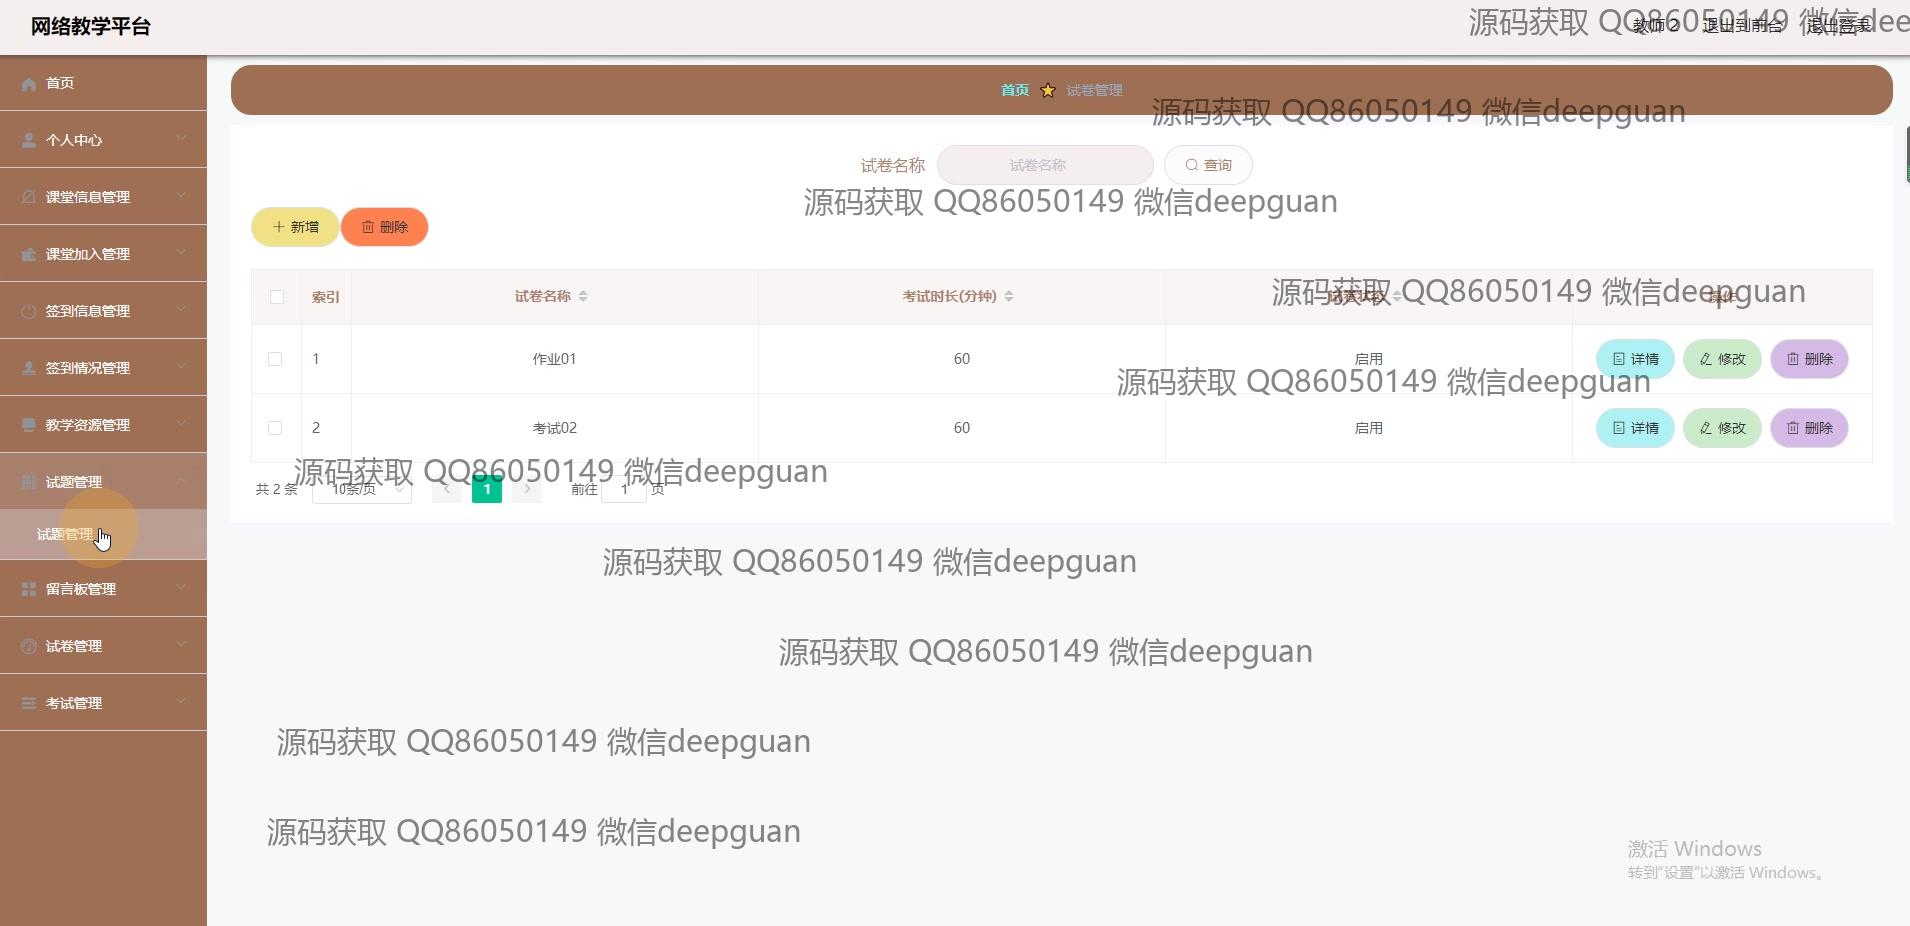 网络教学平台
教师 2 退出到前台 退出登录
源码获取 QQ86050149 微信dee
首页
个人中心
课堂信息管理
课堂加入管理
签到信息管理
签到情况管理
教学资源管理
试题管理
试题管理
留言板管理
试卷管理
考试管理
首页 试卷管理
源码获取 QQ86050149 微信deepguan
试卷名称 试卷名称 查询
源码获取 QQ86050149 微信deepguan
新增 删除
索引 试卷名称 考试时长(分钟) 试卷状态 操作
源码获取 QQ86050149 微信deepguan
1 作业01 60 启用 详情 修改 删除
源码获取 QQ86050149 微信deepguan
2 考试02 60 启用 详情 修改 删除
源码获取 QQ86050149 微信deepguan
共 2 条 10条/页 1 前往 1 页
源码获取 QQ86050149 微信deepguan
源码获取 QQ86050149 微信deepguan
源码获取 QQ86050149 微信deepguan
源码获取 QQ86050149 微信deepguan
激活 Windows
转到“设置”以激活 Windows。